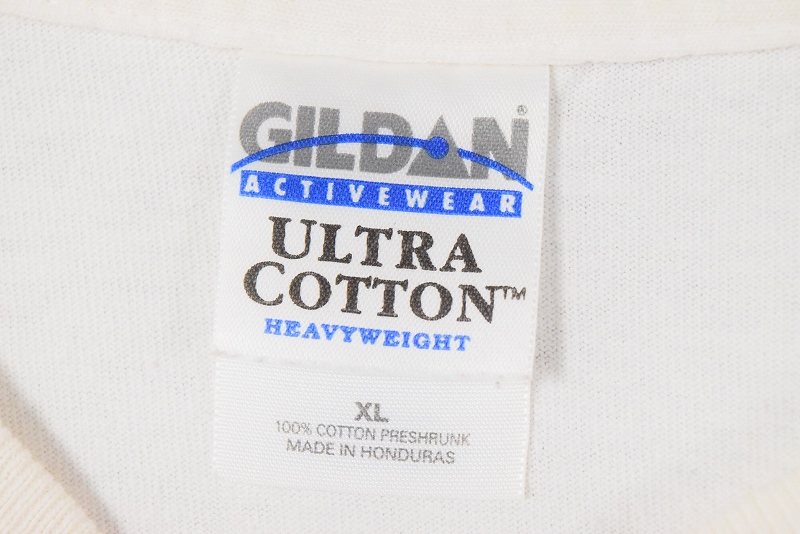 GILDAN®
ACTIVEWEAR
ULTRA
COTTON™
HEAVYWEIGHT
XL
100% COTTON PRESHRUNK
MADE IN HONDURAS